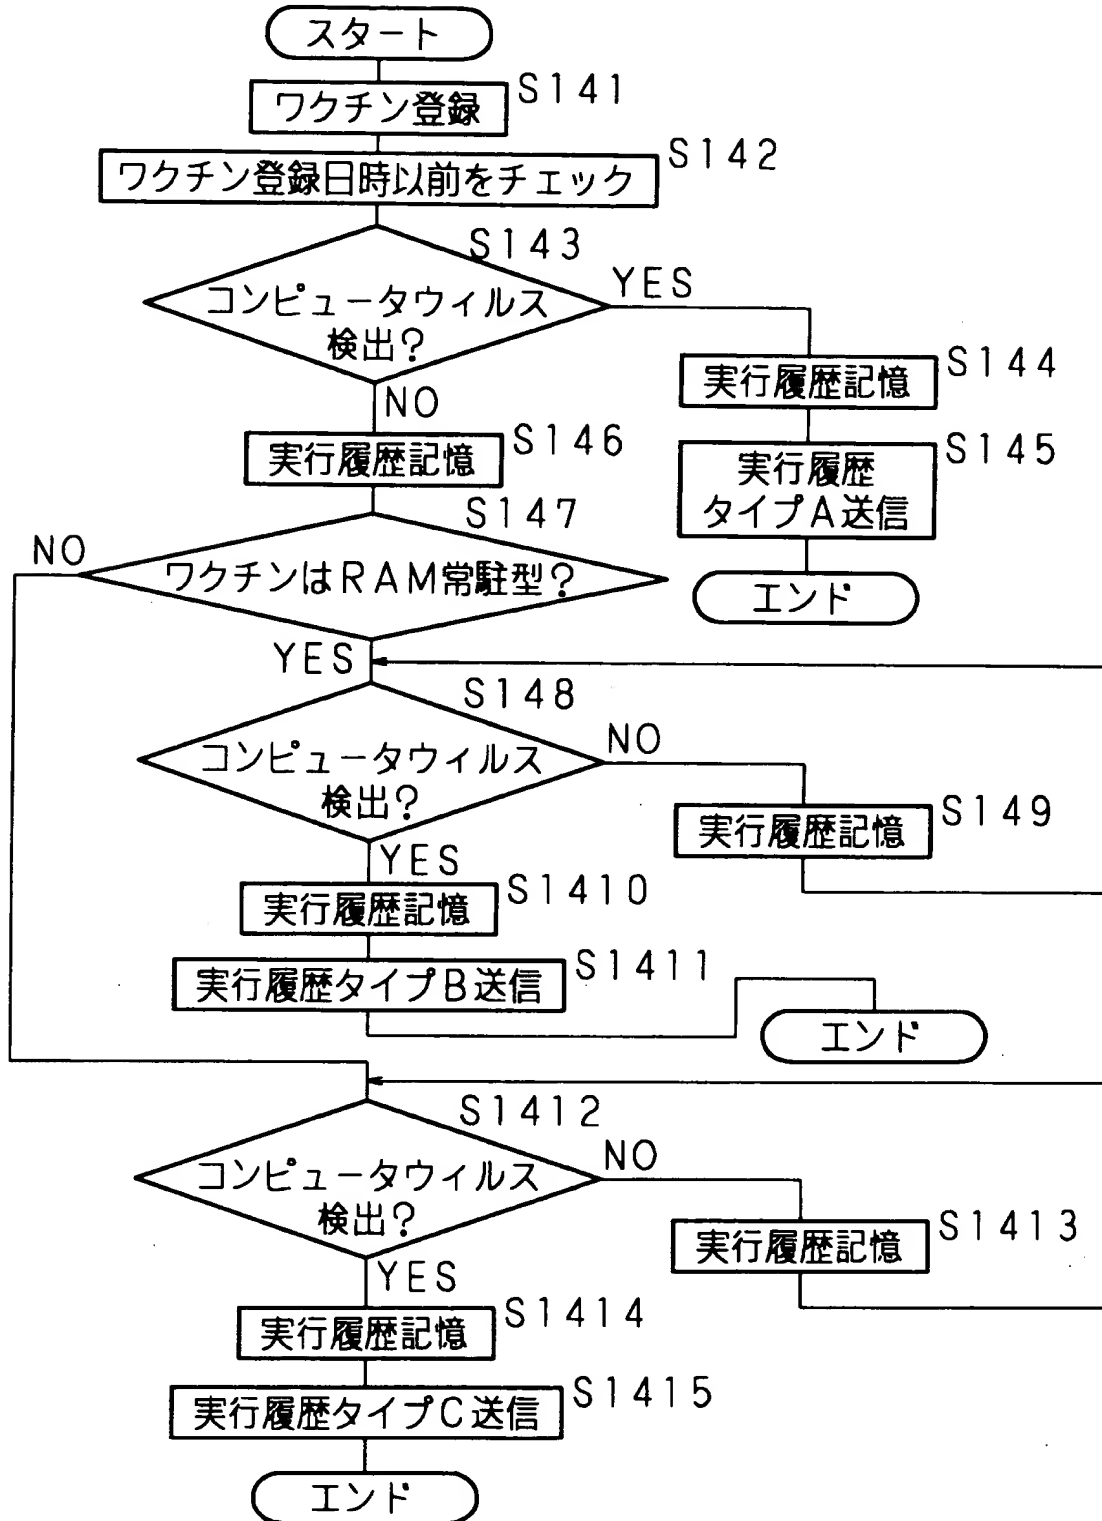 スタート
S141
ワクチン登録
S142
ワクチン登録日時以前をチェック
S143
YES
コンピュータウィルス
検出?
NO
S144
実行履歴記憶
S145
実行履歴
タイプA送信
エンド
S146
実行履歴記憶
S147
NO
ワクチンはRAM常駐型?
YES
S148
NO
コンピュータウィルス
検出?
S149
実行履歴記憶
YES
S1410
実行履歴記憶
S1411
実行履歴タイプB送信
エンド
S1412
NO
コンピュータウィルス
検出?
S1413
実行履歴記憶
YES
S1414
実行履歴記憶
S1415
実行履歴タイプC送信
エンド